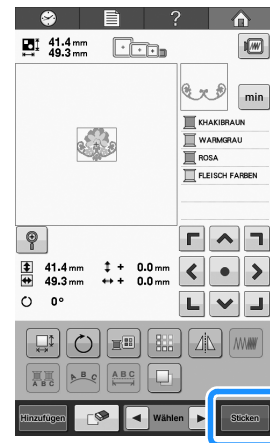 ?
41.4 mm
49.3 mm
min
KHAKIBRAUN
WARMGRAU
ROSA
FLEISCH FARBEN
41.4 mm + 0.0 mm
49.3 mm + 0.0 mm
0°
A B C
A B C
A B C
Hinzufügen
Wählen
Sticken